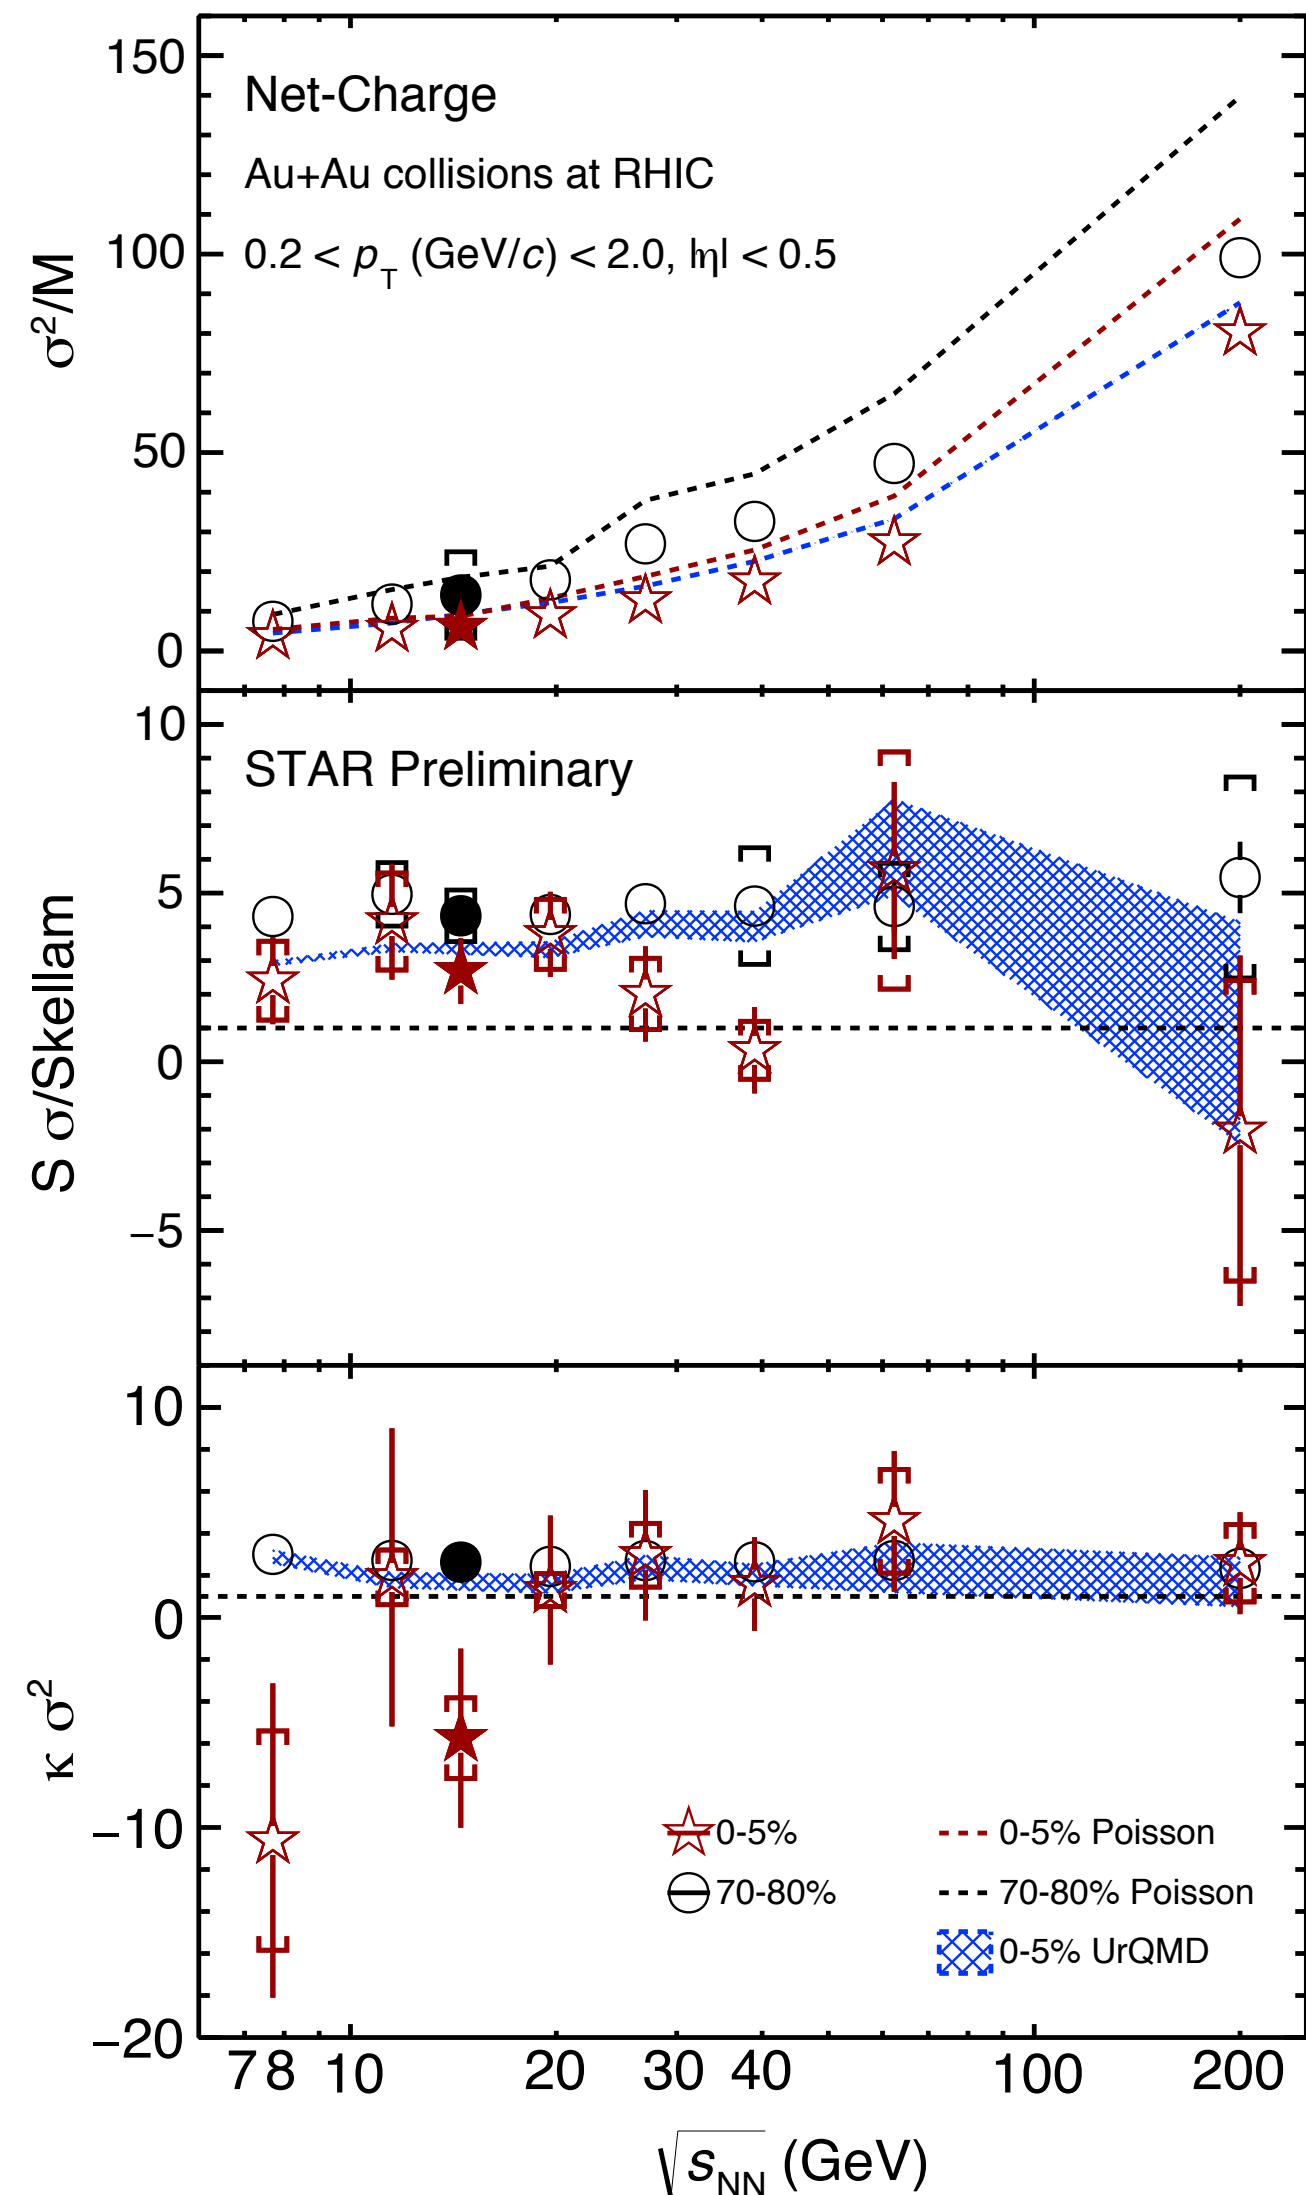 150
Net-Charge
Au+Au collisions at RHIC
100
0.2 < p_T (GeV/c) < 2.0, |η| < 0.5
σ²/M
50
0
10
STAR Preliminary
5
S σ/Skellam
0
−5
10
0
κ σ²
−10
0-5%
0-5% Poisson
70-80%
70-80% Poisson
0-5% UrQMD
−20
7 8 10 20 30 40 100 200
√s_NN (GeV)